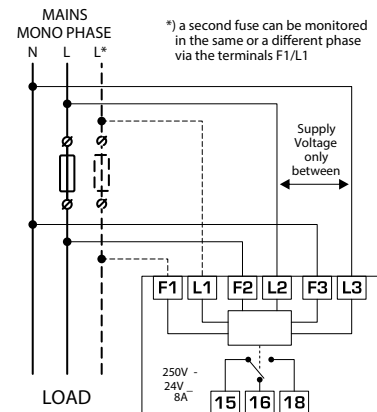 MAINS
MONO PHASE
N L L*
*) a second fuse can be monitored
in the same or a different phase
via the terminals F1/L1
Supply
Voltage
only
between
F1 L1 F2 L2 F3 L3
250V -
24V _
8A
15 16 18
LOAD